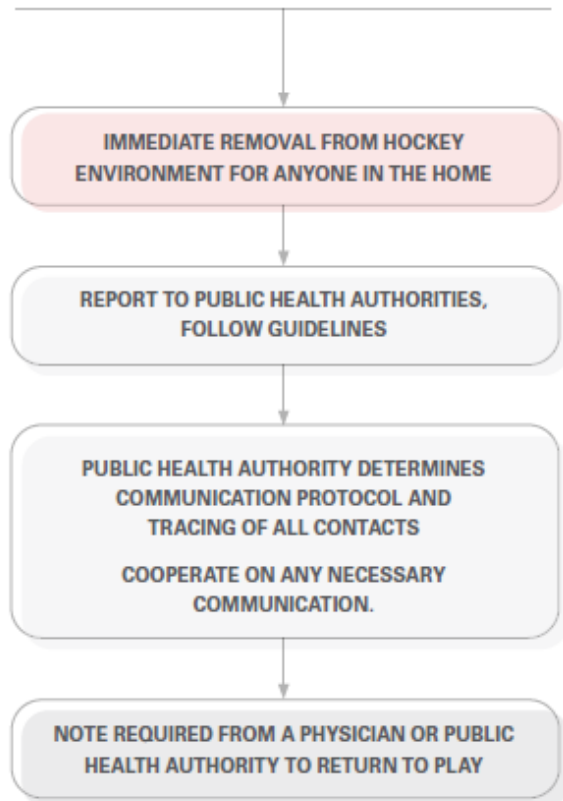 IMMEDIATE REMOVAL FROM HOCKEY
ENVIRONMENT FOR ANYONE IN THE HOME
REPORT TO PUBLIC HEALTH AUTHORITIES,
FOLLOW GUIDELINES
PUBLIC HEALTH AUTHORITY DETERMINES
COMMUNICATION PROTOCOL AND
TRACING OF ALL CONTACTS
COOPERATE ON ANY NECESSARY
COMMUNICATION.
NOTE REQUIRED FROM A PHYSICIAN OR PUBLIC
HEALTH AUTHORITY TO RETURN TO PLAY